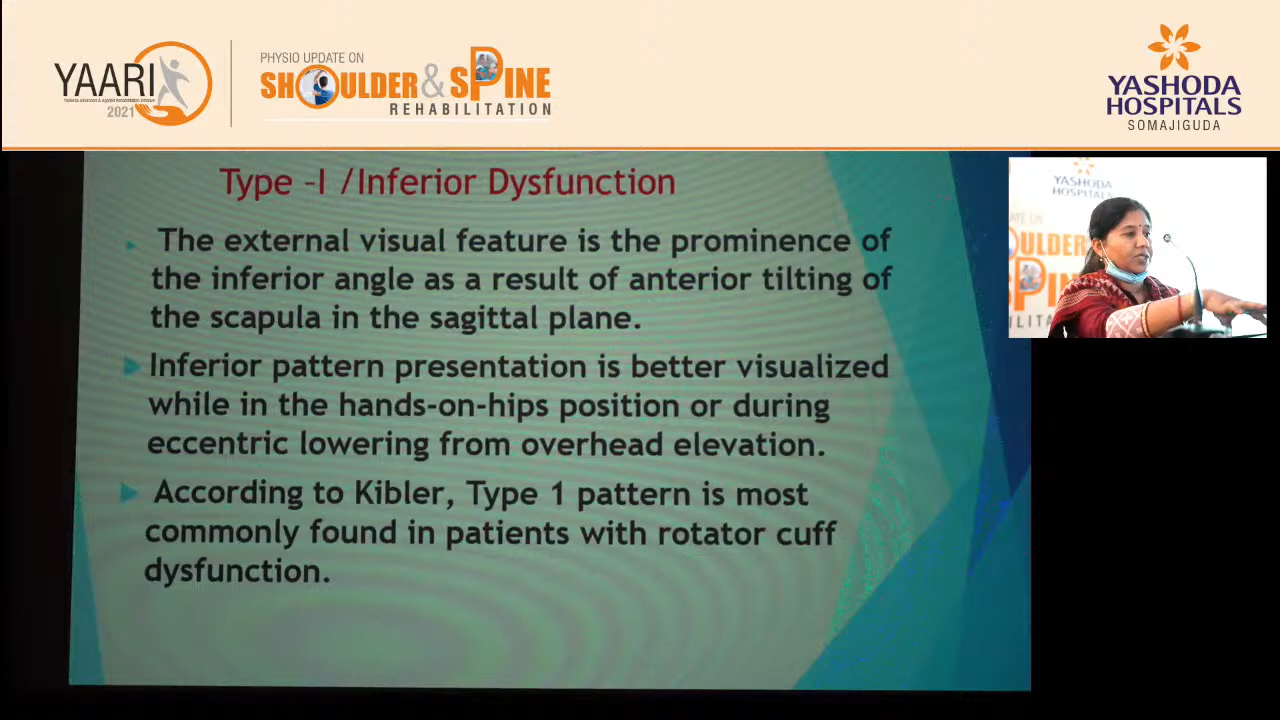 YAARI
2021
PHYSIO UPDATE ON
SHOULDER & SPINE
REHABILITATION
YASHODA
HOSPITALS
SOMAJIGUDA
Type –I /Inferior Dysfunction
The external visual feature is the prominence of
the inferior angle as a result of anterior tilting of
the scapula in the sagittal plane.
Inferior pattern presentation is better visualized
while in the hands-on-hips position or during
eccentric lowering from overhead elevation.
According to Kibler, Type 1 pattern is most
commonly found in patients with rotator cuff
dysfunction.
YASHODA
HOSPITALS